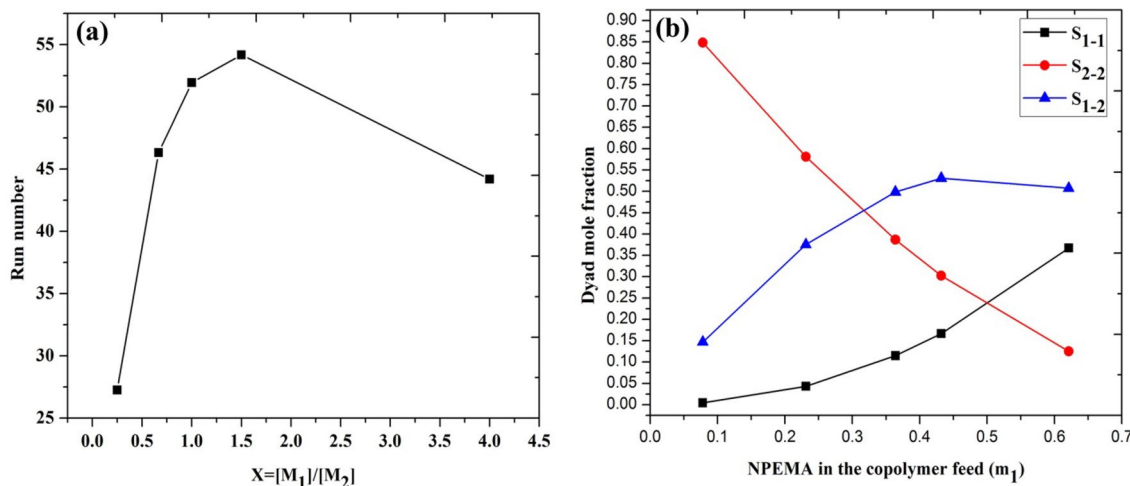 (a)
Run number
55
50
45
40
35
30
25
0.0 0.5 1.0 1.5 2.0 2.5 3.0 3.5 4.0 4.5
X=[M1]/[M2]
(b)
S1-1
S2-2
S1-2
Dyad mole fraction
0.90
0.85
0.80
0.75
0.70
0.65
0.60
0.55
0.50
0.45
0.40
0.35
0.30
0.25
0.20
0.15
0.10
0.05
0.00
0.0 0.1 0.2 0.3 0.4 0.5 0.6 0.7
NPEMA in the copolymer feed (m1)